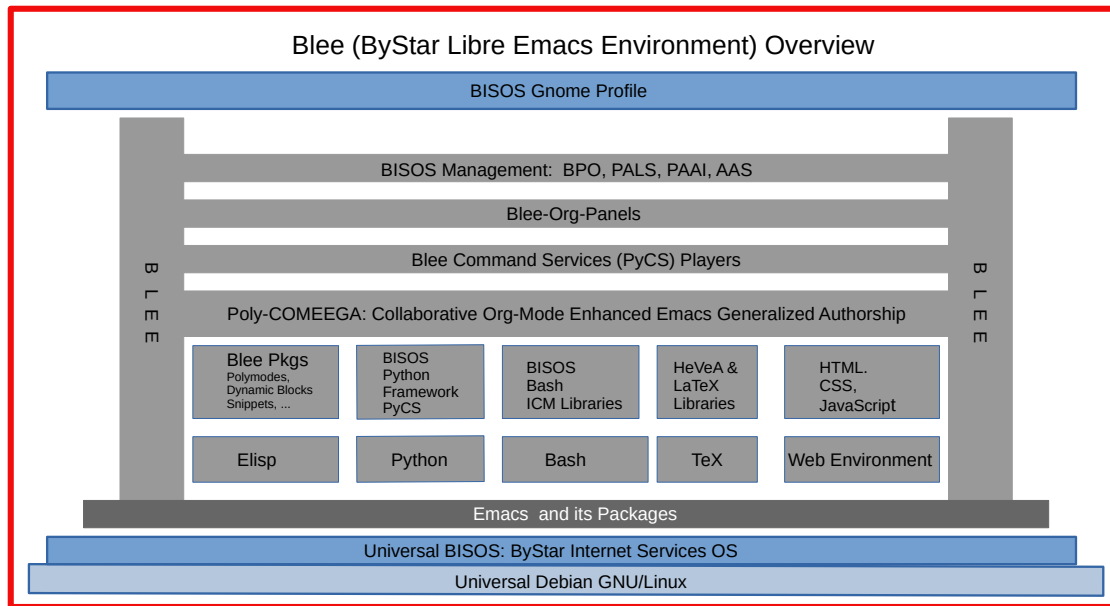 Blee (ByStar Libre Emacs Environment) Overview
BISOS Gnome Profile
BISOS Management:  BPO, PALS, PAAI, AAS
Blee-Org-Panels
Blee Command Services (PyCS) Players
B L E E
B L E E
Poly-COMEEGA: Collaborative Org-Mode Enhanced Emacs Generalized Authorship
Blee Pkgs
Polymodes,
Dynamic Blocks
Snippets, ...
BISOS
Python
Framework
PyCS
BISOS
Bash
ICM Libraries
HeVeA &
LaTeX
Libraries
HTML.
CSS,
JavaScript
Elisp
Python
Bash
TeX
Web Environment
Emacs  and its Packages
Universal BISOS: ByStar Internet Services OS
Universal Debian GNU/Linux